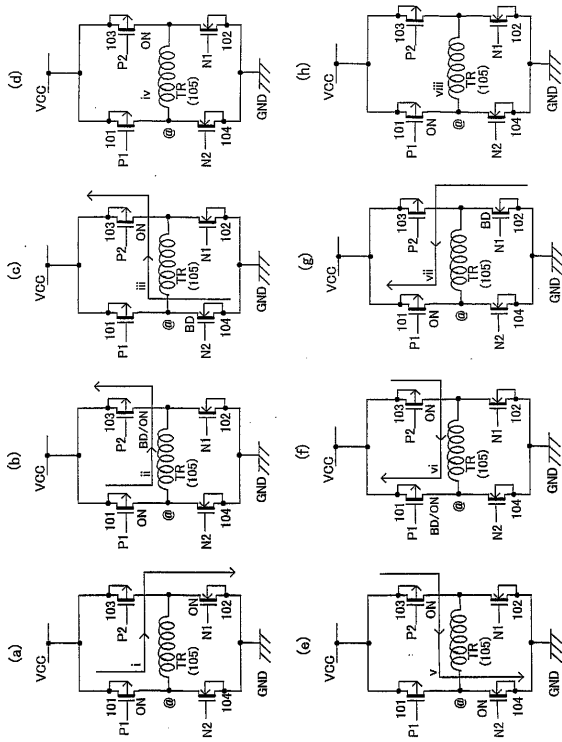 (a)
VCC
101
P1
ON
103
P2
i
@
TR
(105)
N2
104
ON
N1
102
GND
(b)
VCC
101
P1
ON
103
P2
BD/ON
ii
@
TR
(105)
N2
104
N1
102
GND
(c)
VCC
101
P1
103
P2
ON
iii
@
TR
(105)
BD
N2
104
N1
102
GND
(d)
VCC
101
P1
103
P2
ON
iv
@
TR
(105)
N2
104
N1
102
GND
(e)
VCC
101
P1
103
P2
ON
v
@
TR
(105)
ON
N2
104
N1
102
GND
(f)
VCC
101
P1
BD/ON
103
P2
ON
vi
@
TR
(105)
N2
104
N1
102
GND
(g)
VCC
101
P1
ON
103
P2
vii
@
TR
(105)
N2
104
BD
N1
102
GND
(h)
VCC
101
P1
ON
103
P2
viii
@
TR
(105)
N2
104
N1
102
GND